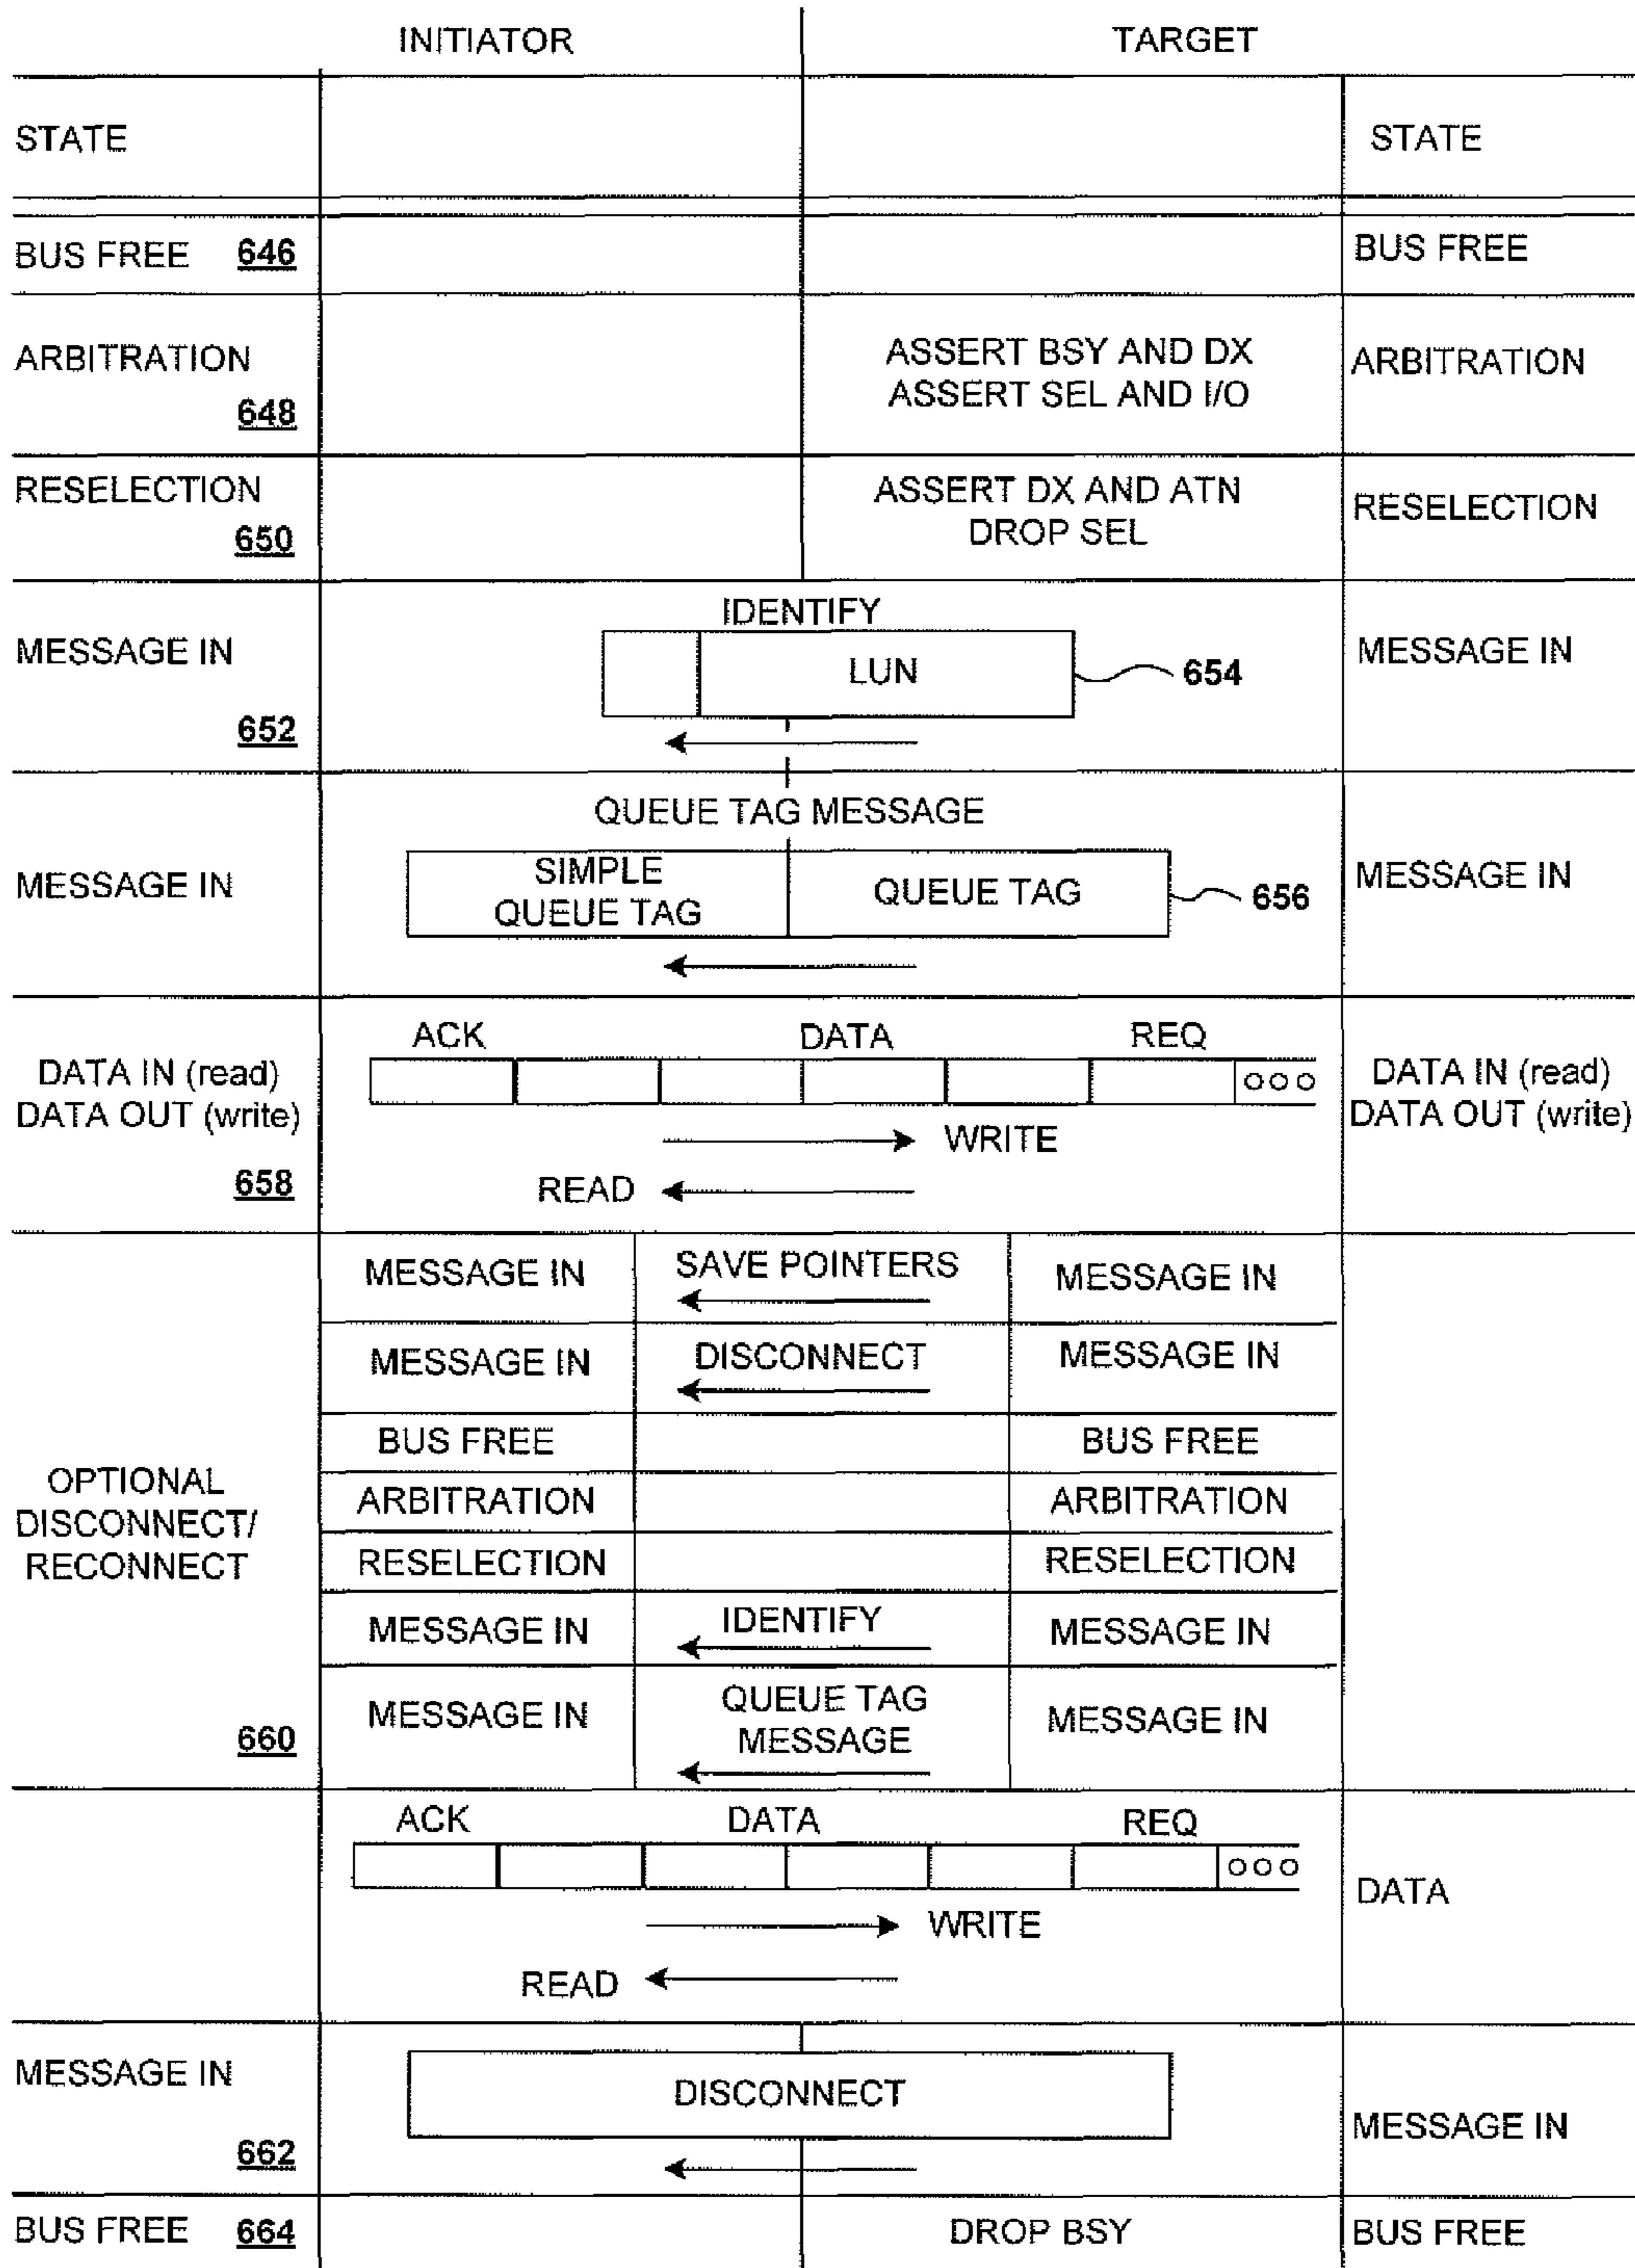 INITIATOR TARGET
STATE STATE
BUS FREE 646 BUS FREE
ARBITRATION ASSERT BSY AND DX ARBITRATION
ASSERT SEL AND I/O
648
RESELECTION ASSERT DX AND ATN RESELECTION
650 DROP SEL
IDENTIFY
MESSAGE IN LUN 654 MESSAGE IN
652
QUEUE TAG MESSAGE
MESSAGE IN SIMPLE QUEUE TAG 656 MESSAGE IN
QUEUE TAG
ACK DATA REQ
DATA IN (read) ooo DATA IN (read)
DATA OUT (write) DATA OUT (write)
WRITE
658 READ
MESSAGE IN SAVE POINTERS MESSAGE IN
MESSAGE IN DISCONNECT MESSAGE IN
BUS FREE BUS FREE
OPTIONAL
DISCONNECT/
RECONNECT
ARBITRATION ARBITRATION
RESELECTION RESELECTION
MESSAGE IN IDENTIFY MESSAGE IN
MESSAGE IN QUEUE TAG MESSAGE IN
660 MESSAGE
ACK DATA REQ
ooo DATA
WRITE
READ
MESSAGE IN DISCONNECT MESSAGE IN
662
BUS FREE 664 DROP BSY BUS FREE